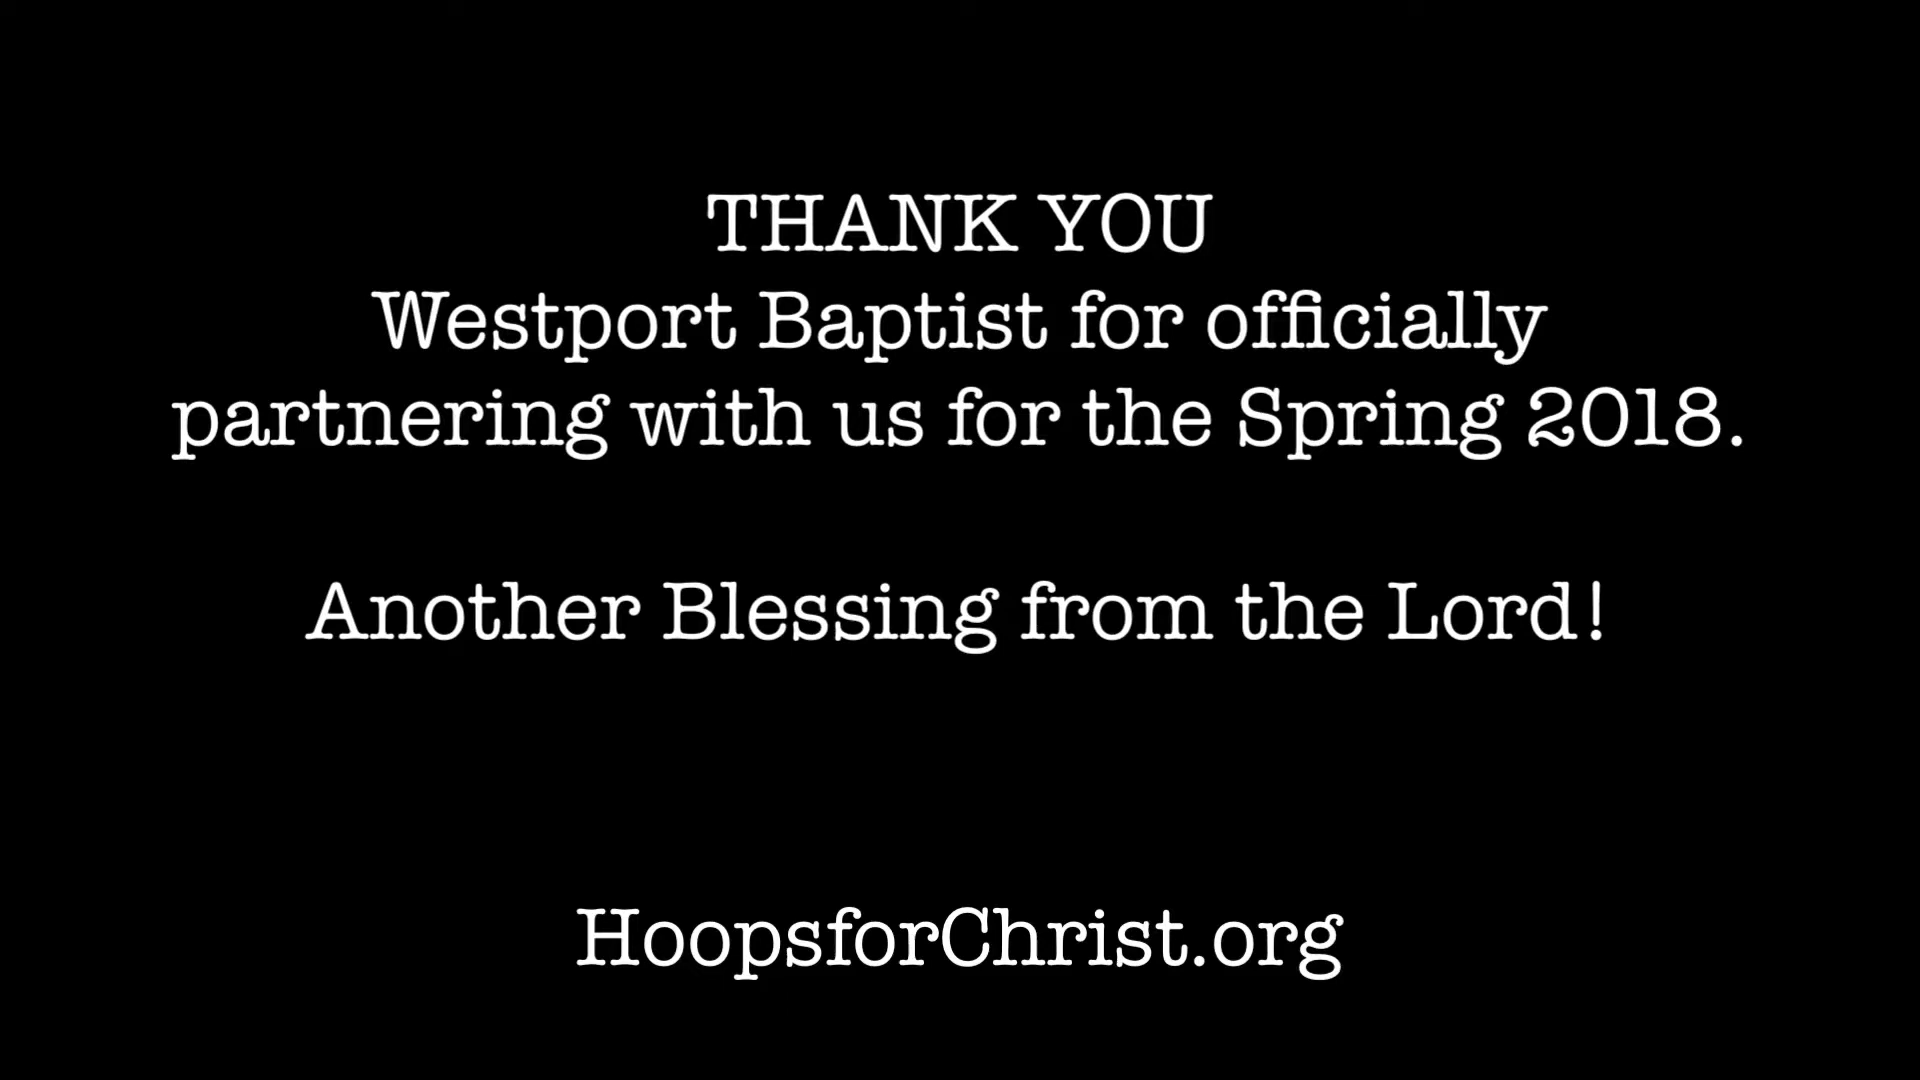 THANK YOU
Westport Baptist for officially
partnering with us for the Spring 2018.
Another Blessing from the Lord!
HoopsforChrist.org